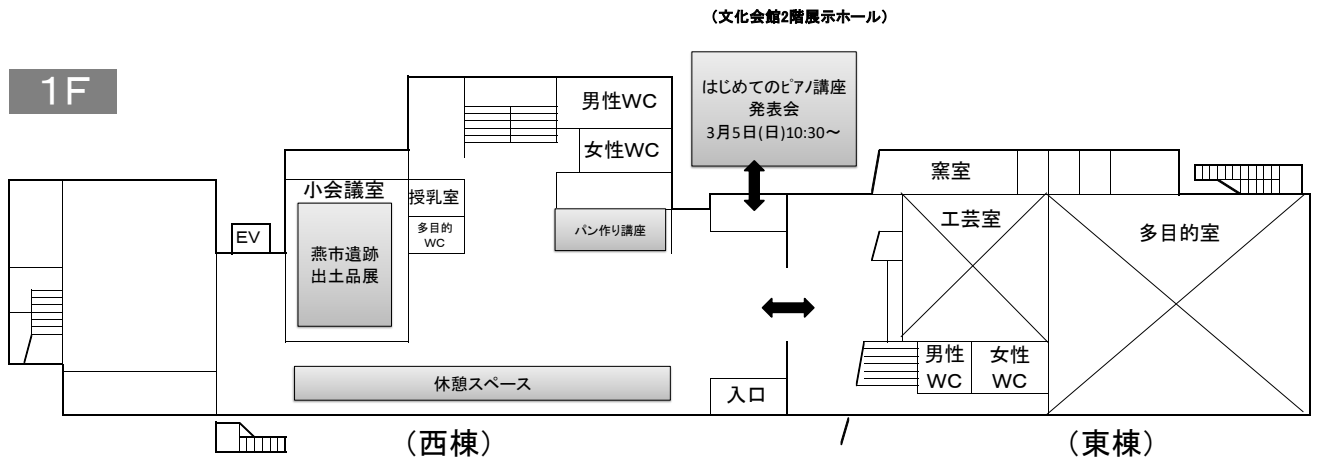 (文化会館2階展示ホール)
1F
はじめてのピアノ講座
発表会
3月5日(日)10:30~
男性WC
女性WC
窯室
小会議室
授乳室
工芸室
多目的
WC
EV
パン作り講座
多目的室
燕市遺跡
出土品展
男性
WC
女性
WC
休憩スペース
入口
(西棟)
(東棟)